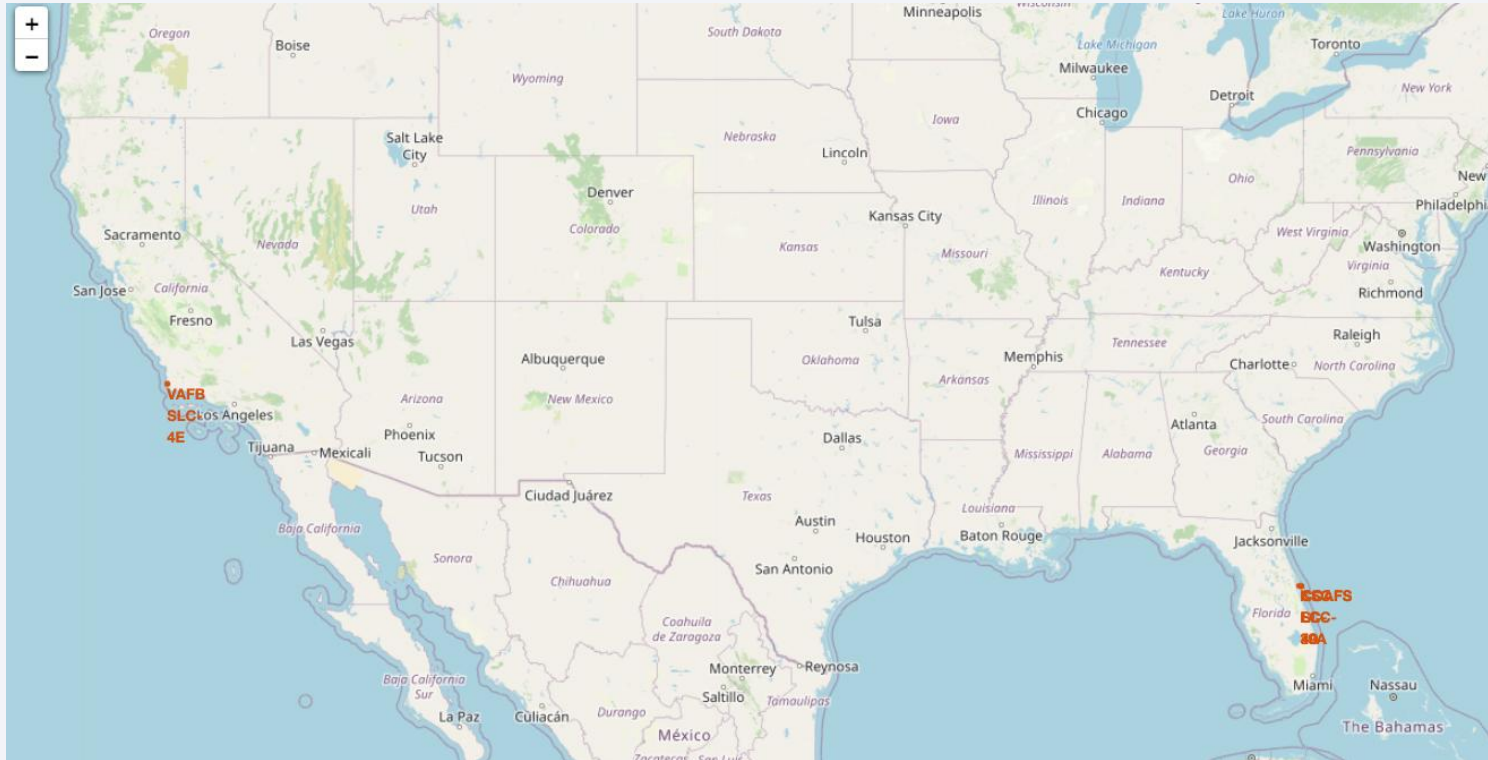 +
−
Minneapolis
Wisconsin
Lake Huron
Oregon
Boise
South Dakota
Lake Michigan
Toronto
Milwaukee
Wyoming
Detroit
New York
Chicago
Iowa
Salt Lake
City
Nebraska
Lincoln
Pennsylvania
New
Denver
Ohio
Illinois
Indiana
Philadelphi
Utah
Kansas City
Sacramento
Nevada
Colorado
Kansas
Missouri
West Virginia
Washington
Virginia
Kentucky
San Jose
California
Richmond
Fresno
Las Vegas
Tulsa
Raleigh
Albuquerque
Oklahoma
Memphis
Tennessee
Charlotte
North Carolina
Arkansas
VAFB
SLC-
4E
Los Angeles
Arizona
New Mexico
South Carolina
Phoenix
Dallas
Atlanta
Tijuana
Mexicali
Tucson
Mississippi
Alabama
Georgia
Ciudad Juárez
Texas
Louisiana
Baja California
Austin
Houston
Baton Rouge
Jacksonville
Sonora
Chihuahua
San Antonio
Florida
Coahuila
de Zaragoza
Monterrey
Reynosa
Baja California
Sur
Saltillo
Tamaulipas
Miami
Nassau
La Paz
Culiacán
Durango
México
The Bahamas
Zacatecas
San Luis